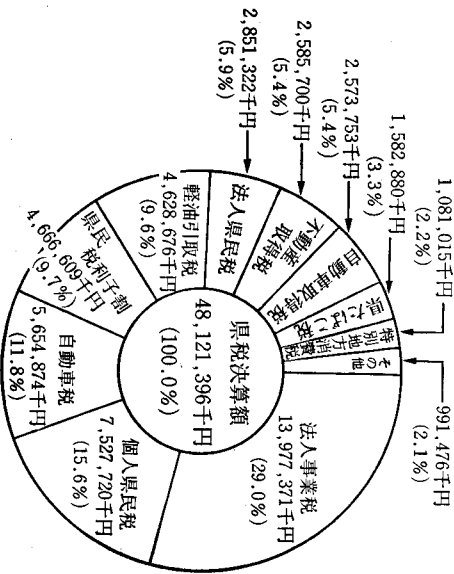 県税決算額
48,121,396千円
(100.0%)
法人事業税
13,977,371千円
(29.0%)
個人県民税
7,527,720千円
(15.6%)
自動車税
5,654,874千円
(11.8%)
県民税利子割
4,666,609千円
(9.7%)
軽油引取税
4,628,676千円
(9.6%)
法人県民税
2,851,322千円
(5.9%)
不動産
取得税
2,585,700千円
(5.4%)
自動車取得税
2,573,753千円
(5.4%)
県たばこ税
1,582,880千円
(3.3%)
特別地方
消費税
1,081,015千円
(2.2%)
その他
991,476千円
(2.1%)